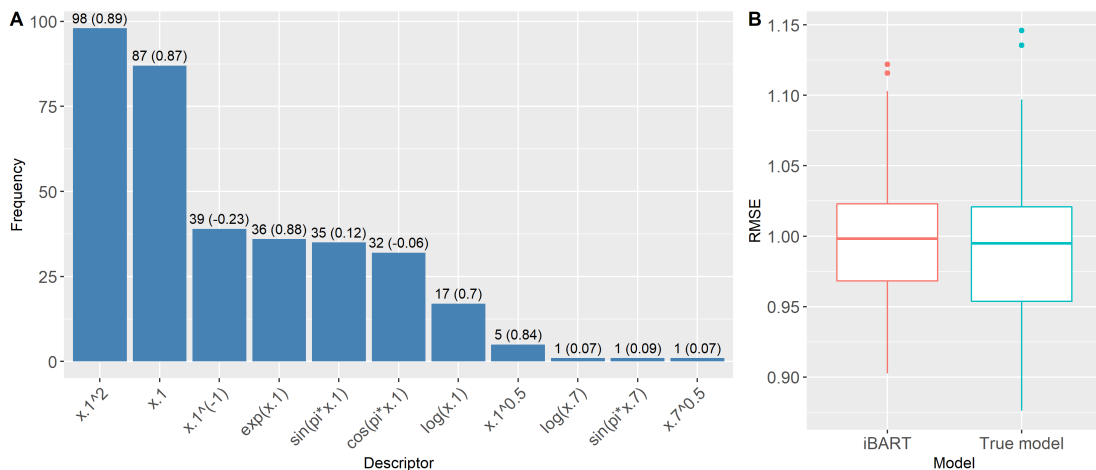 A
98 (0.89)
87 (0.87)
39 (-0.23)
36 (0.88)
35 (0.12)
32 (-0.06)
17 (0.7)
5 (0.84)
1 (0.07)
1 (0.09)
1 (0.07)
100
75
50
25
0
Frequency
x.1^2
x.1
x.1^(-1)
exp(x.1)
sin(pi*x.1)
cos(pi*x.1)
log(x.1)
x.1^0.5
log(x.7)
sin(pi*x.7)
x.7^0.5
Descriptor
B
1.15
1.10
1.05
1.00
0.95
0.90
RMSE
iBART
True model
Model